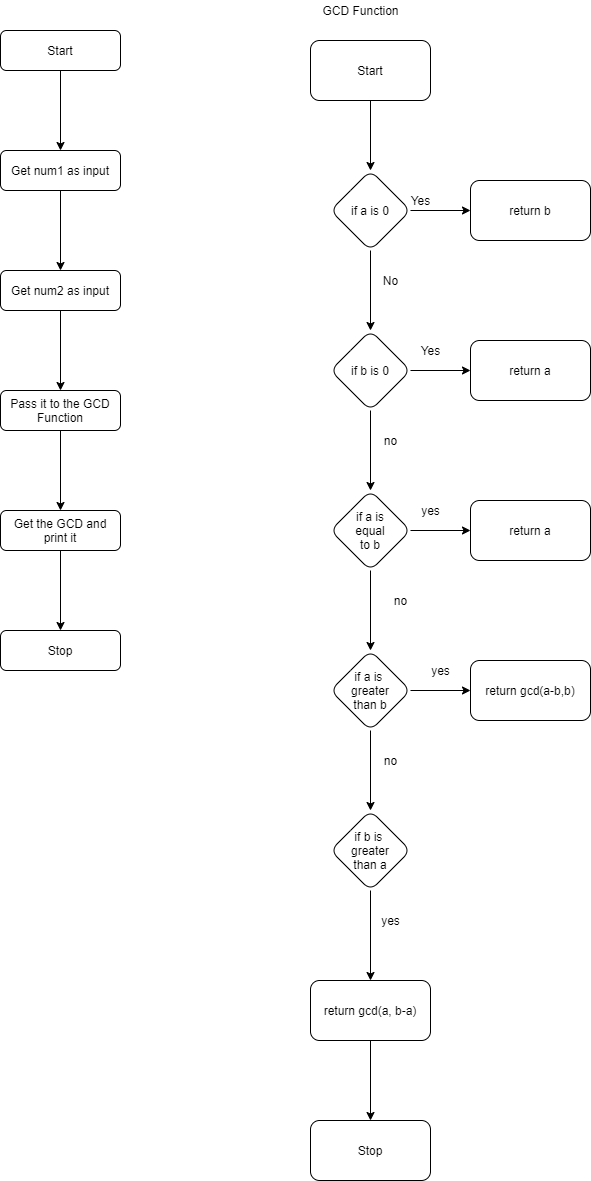 Start
Get num1 as input
Get num2 as input
Pass it to the GCD
Function
Get the GCD and
print it
Stop
GCD Function
Start
if a is 0
Yes
return b
No
if b is 0
Yes
return a
no
if a is
equal
to b
yes
return a
no
if a is
greater
than b
yes
return gcd(a-b,b)
no
if b is
greater
than a
yes
return gcd(a, b-a)
Stop